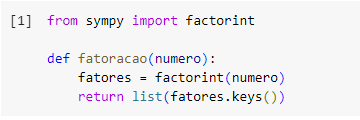 [1] from sympy import factorint
def fatoracao(numero):
    fatores = factorint(numero)
    return list(fatores.keys())